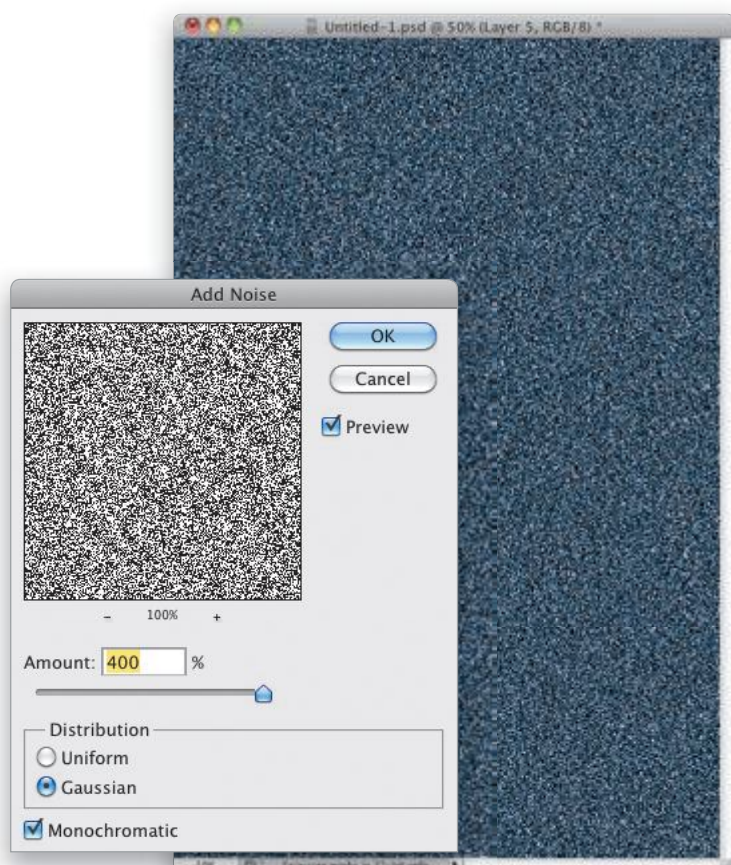 Untitled-1.psd @ 50% (Layer 5, RGB/8) *
Add Noise
OK
Cancel
Preview
– 100% +
Amount: 400 %
Distribution
Uniform
Gaussian
Monochromatic